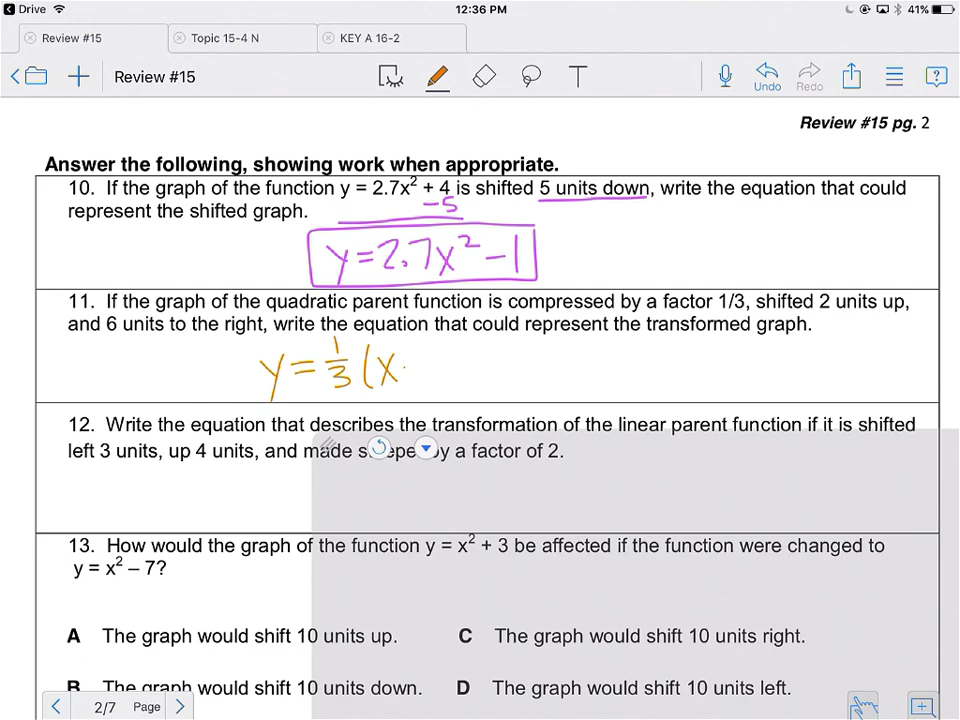 Drive 12:36 PM 41%
Review #15 Topic 15-4 N KEY A 16-2
Review #15 T Undo Redo ?
Review #15 pg. 2
Answer the following, showing work when appropriate.
10. If the graph of the function y = 2.7x² + 4 is shifted 5 units down, write the equation that could
represent the shifted graph.
-5
y = 2.7x² - 1
11. If the graph of the quadratic parent function is compressed by a factor 1/3, shifted 2 units up,
and 6 units to the right, write the equation that could represent the transformed graph.
y = 1/3 (x
12. Write the equation that describes the transformation of the linear parent function if it is shifted
left 3 units, up 4 units, and made by a factor of 2.
13. How would the graph of the function y = x² + 3 be affected if the function were changed to
y = x² – 7?
A The graph would shift 10 units up. C The graph would shift 10 units right.
B The graph would shift 10 units down. D The graph would shift 10 units left.
2/7 Page